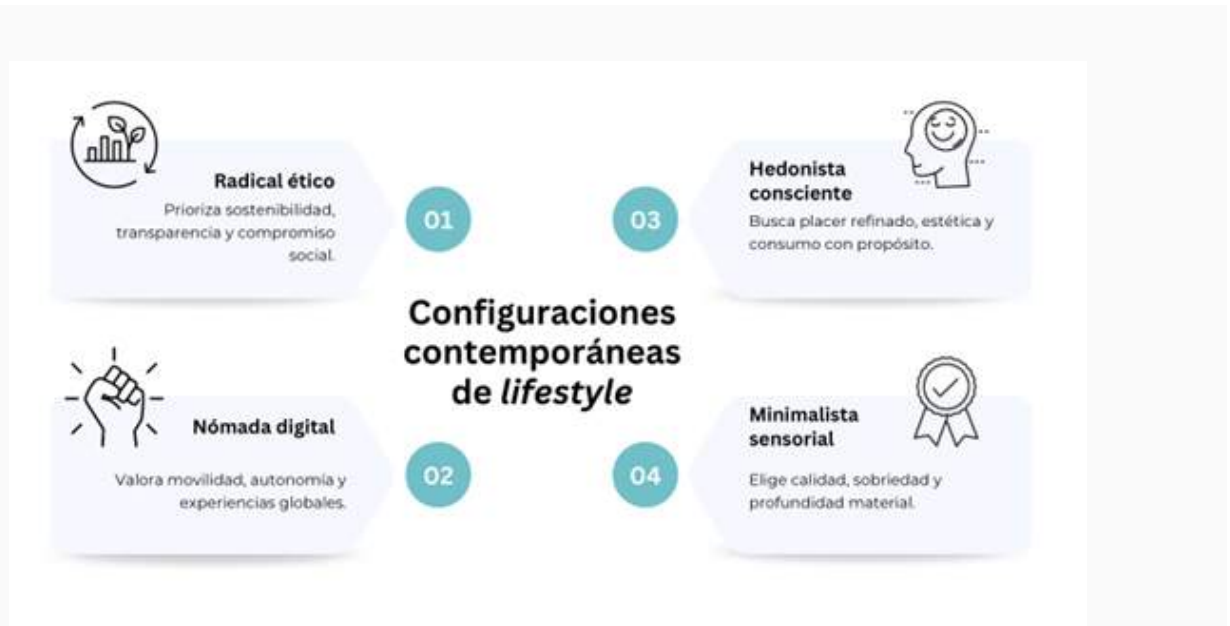 Radical ético
Prioriza sostenibilidad,
transparencia y compromiso
social.
01
Nómada digital
Valora movilidad, autonomía y
experiencias globales.
02
Configuraciones
contemporáneas
de lifestyle
03
Hedonista
consciente
Busca placer refinado, estética y
consumo con propósito.
04
Minimalista
sensorial
Elige calidad, sobriedad y
profundidad material.